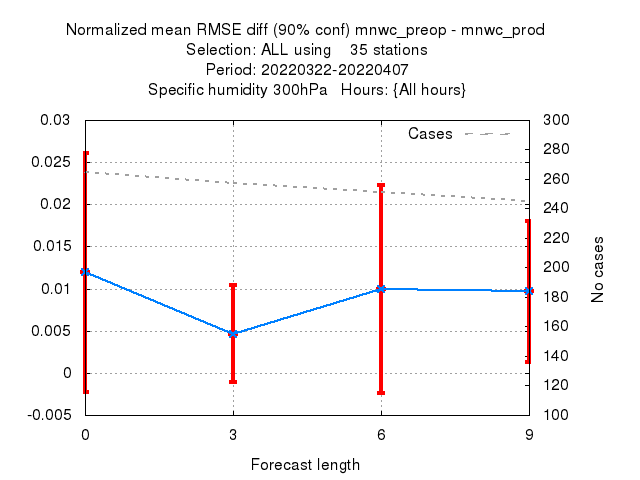 Normalized mean RMSE diff (90% conf) mnwc_preop - mnwc_prod
Selection: ALL using    35 stations
Period: 20220322-20220407
Specific humidity 300hPa   Hours: {All hours}
0.03
0.025
0.02
0.015
0.01
0.005
0
-0.005
Cases
300
280
260
240
220
200
180
160
140
120
100
No cases
0 3 6 9
Forecast length